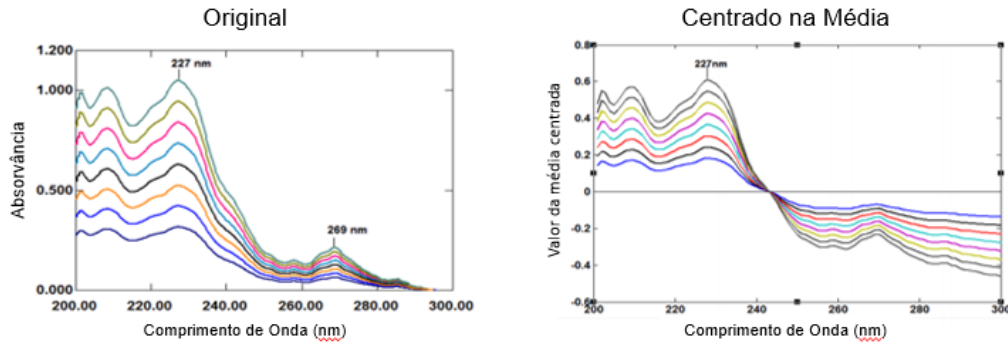 Original
1.200
1.000
0.500
0.000
227 nm
269 nm
200.00 220.00 240.00 260.00 280.00 300.00
Absorvância
Comprimento de Onda (nm)
Centrado na Média
0.8
0.6
0.4
0.2
0
-0.2
-0.4
-0.6
227nm
200 220 240 260 280 300
Valor da média centrada
Comprimento de Onda (nm)